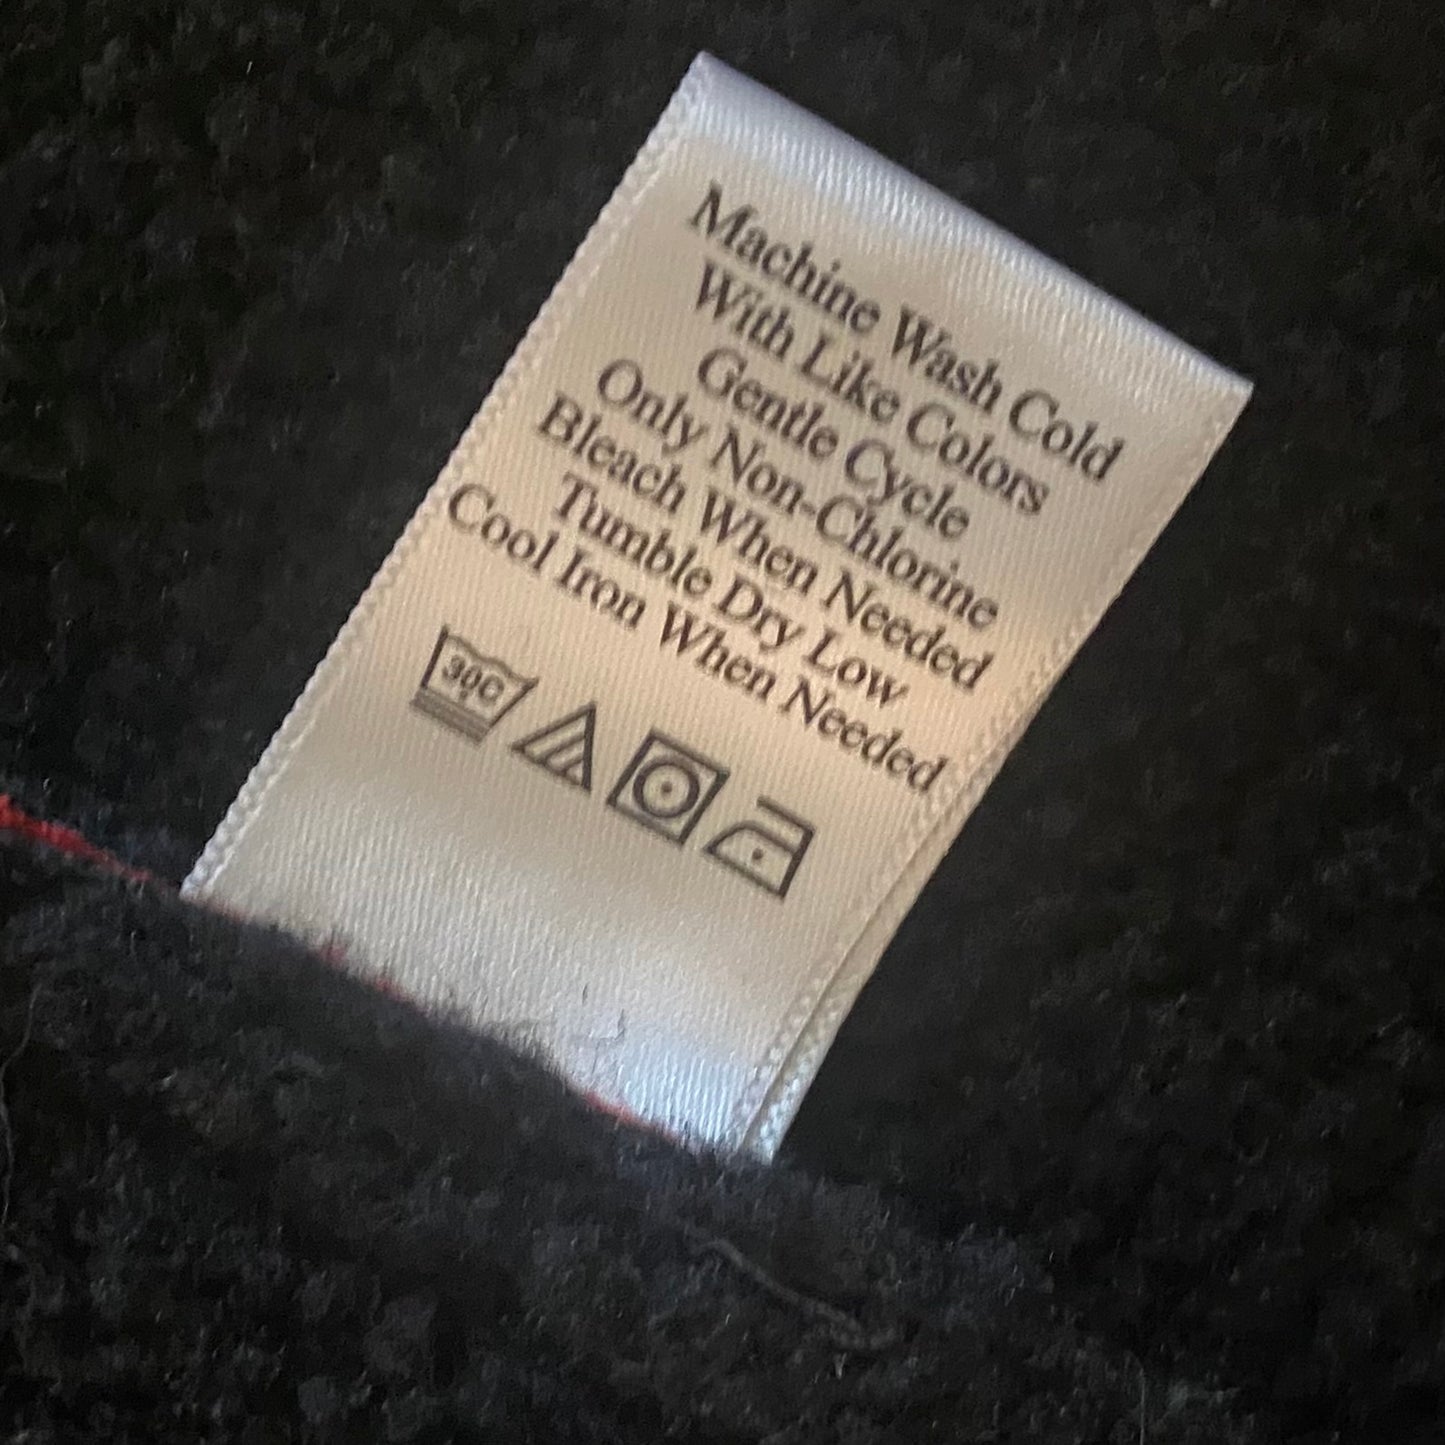 Machine Wash Cold
With Like Colors
Gentle Cycle
Only Non-Chlorine
Bleach When Needed
Tumble Dry Low
Cool Iron When Needed
30C